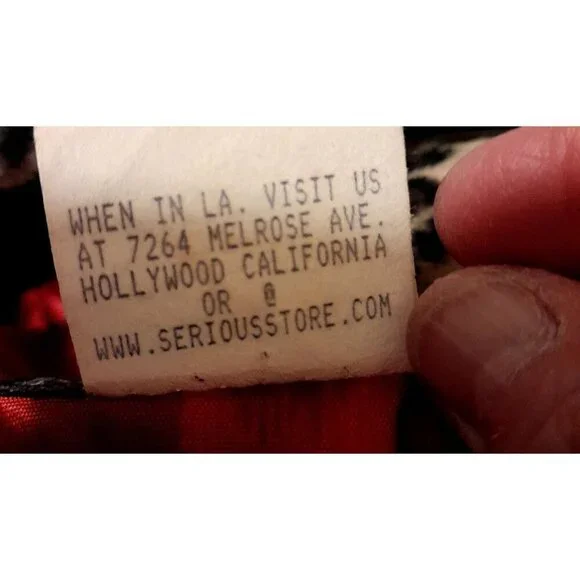 WHEN IN LA. VISIT US
AT 7264 MELROSE AVE.
HOLLYWOOD CALIFORNIA
OR @
WWW.SERIOUSSTORE.COM